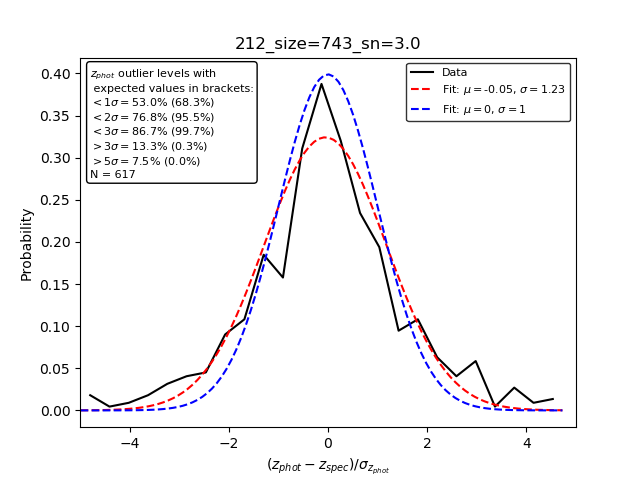 212_size=743_sn=3.0
z_phot outlier levels with
expected values in brackets:
<1σ = 53.0% (68.3%)
<2σ = 76.8% (95.5%)
<3σ = 86.7% (99.7%)
>3σ = 13.3% (0.3%)
>5σ = 7.5% (0.0%)
N = 617
Data
Fit: μ = -0.05, σ = 1.23
Fit: μ = 0, σ = 1
0.40
0.35
0.30
0.25
0.20
0.15
0.10
0.05
0.00
Probability
−4 −2 0 2 4
(z_phot − z_spec)/σ_z_phot